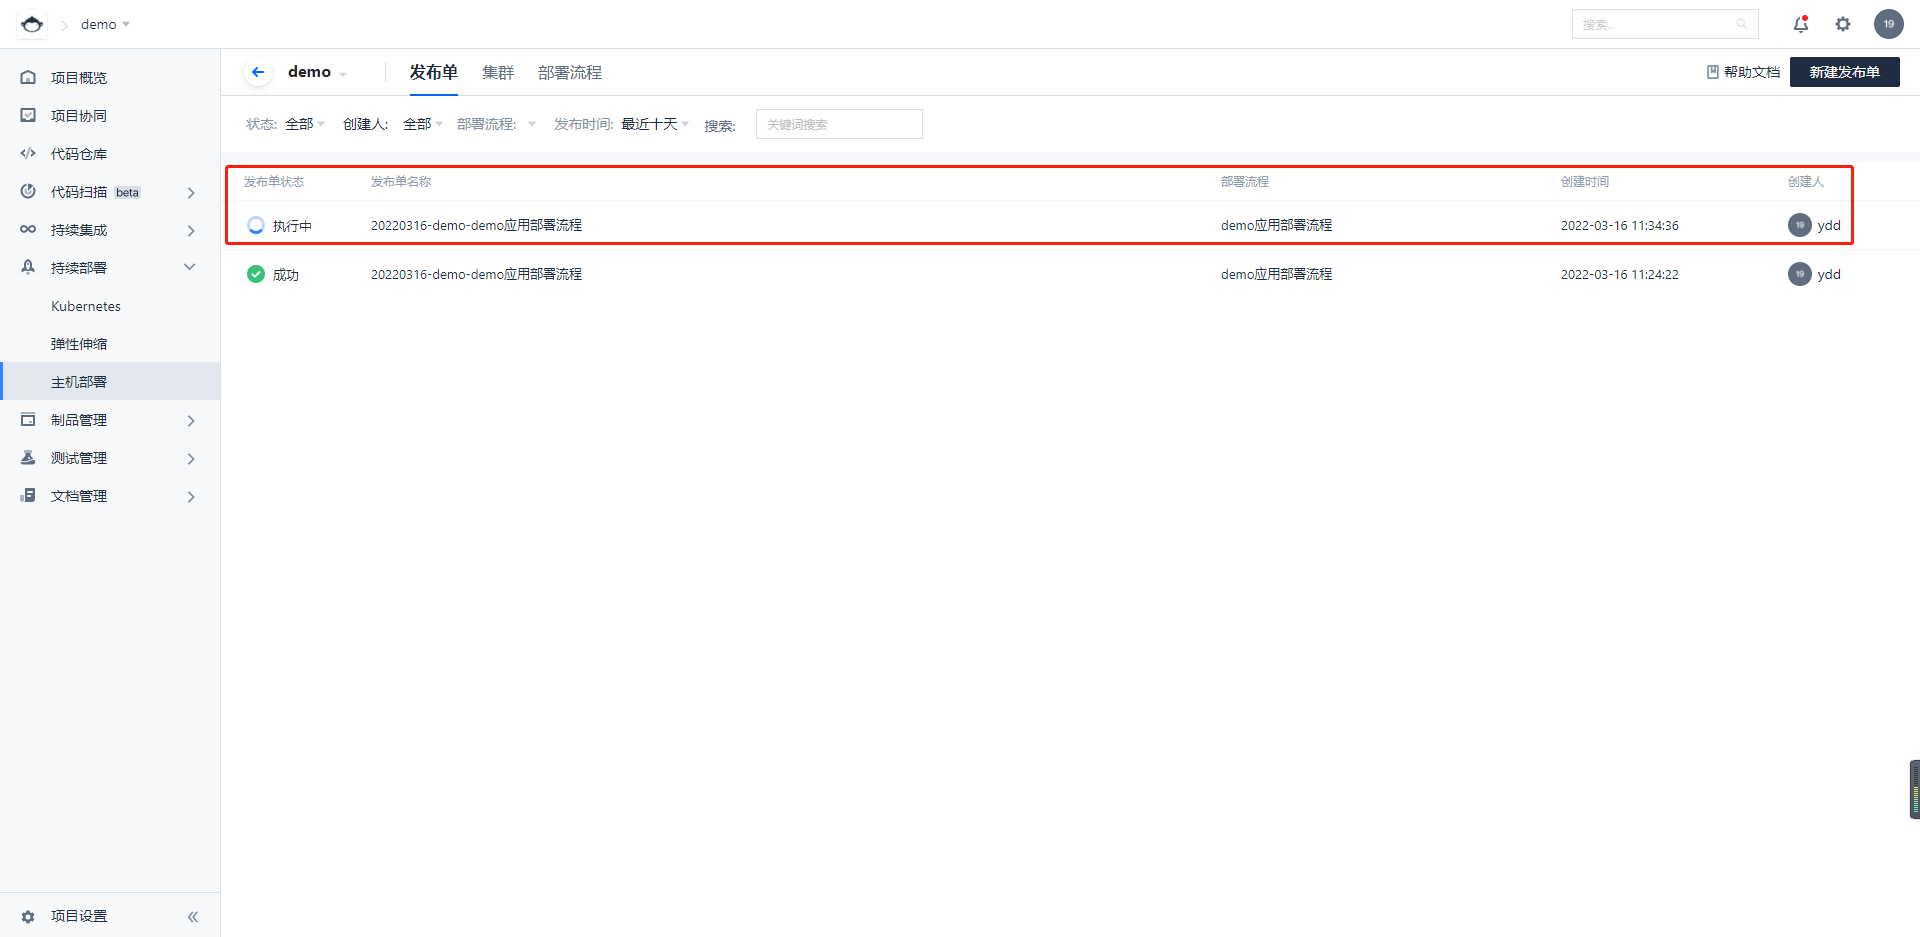 demo
搜索...
19
项目概览
项目协同
代码仓库
代码扫描 beta
持续集成
持续部署
Kubernetes
弹性伸缩
主机部署
制品管理
测试管理
文档管理
项目设置
demo 发布单 集群 部署流程 帮助文档 新建发布单
状态: 全部 创建人: 全部 部署流程: 发布时间: 最近十天 搜索: 关键词搜索
发布单状态 发布单名称 部署流程 创建时间 创建人
执行中 20220316-demo-demo应用部署流程 demo应用部署流程 2022-03-16 11:34:36 19 ydd
成功 20220316-demo-demo应用部署流程 demo应用部署流程 2022-03-16 11:24:22 19 ydd